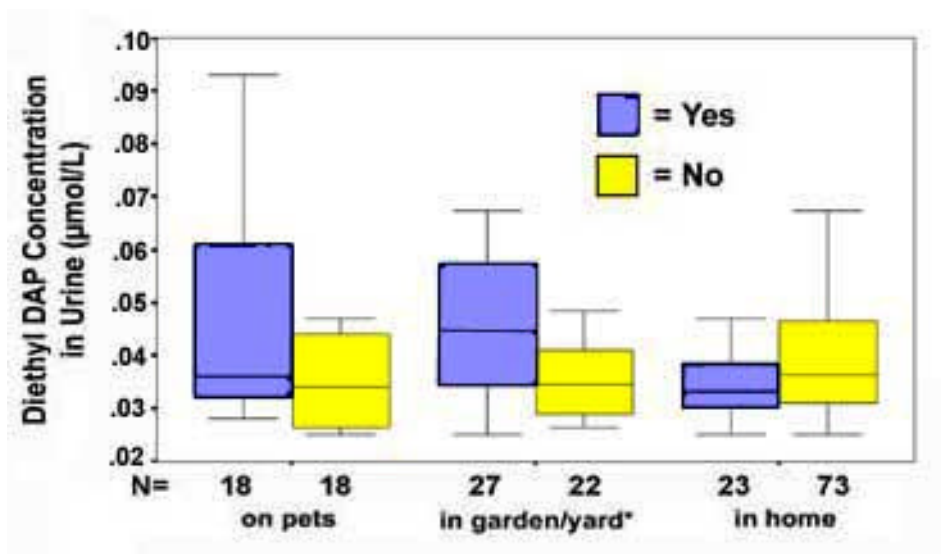 Diethyl DAP Concentration
in Urine (µmol/L)
.10
.09
.08
.07
.06
.05
.04
.03
.02
= Yes
= No
N= 18 18 27 22 23 73
on pets in garden/yard* in home